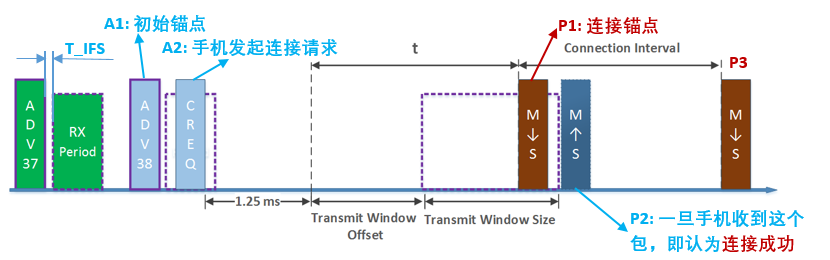 A1: 初始锚点
P1: 连接锚点
T_IFS
A2: 手机发起连接请求
t
Connection Interval
P3
ADV37
RX Period
ADV38
CREQ
M↓S
M↑S
M↓S
1.25 ms
Transmit Window Offset
Transmit Window Size
P2: 一旦手机收到这个
包，即认为连接成功